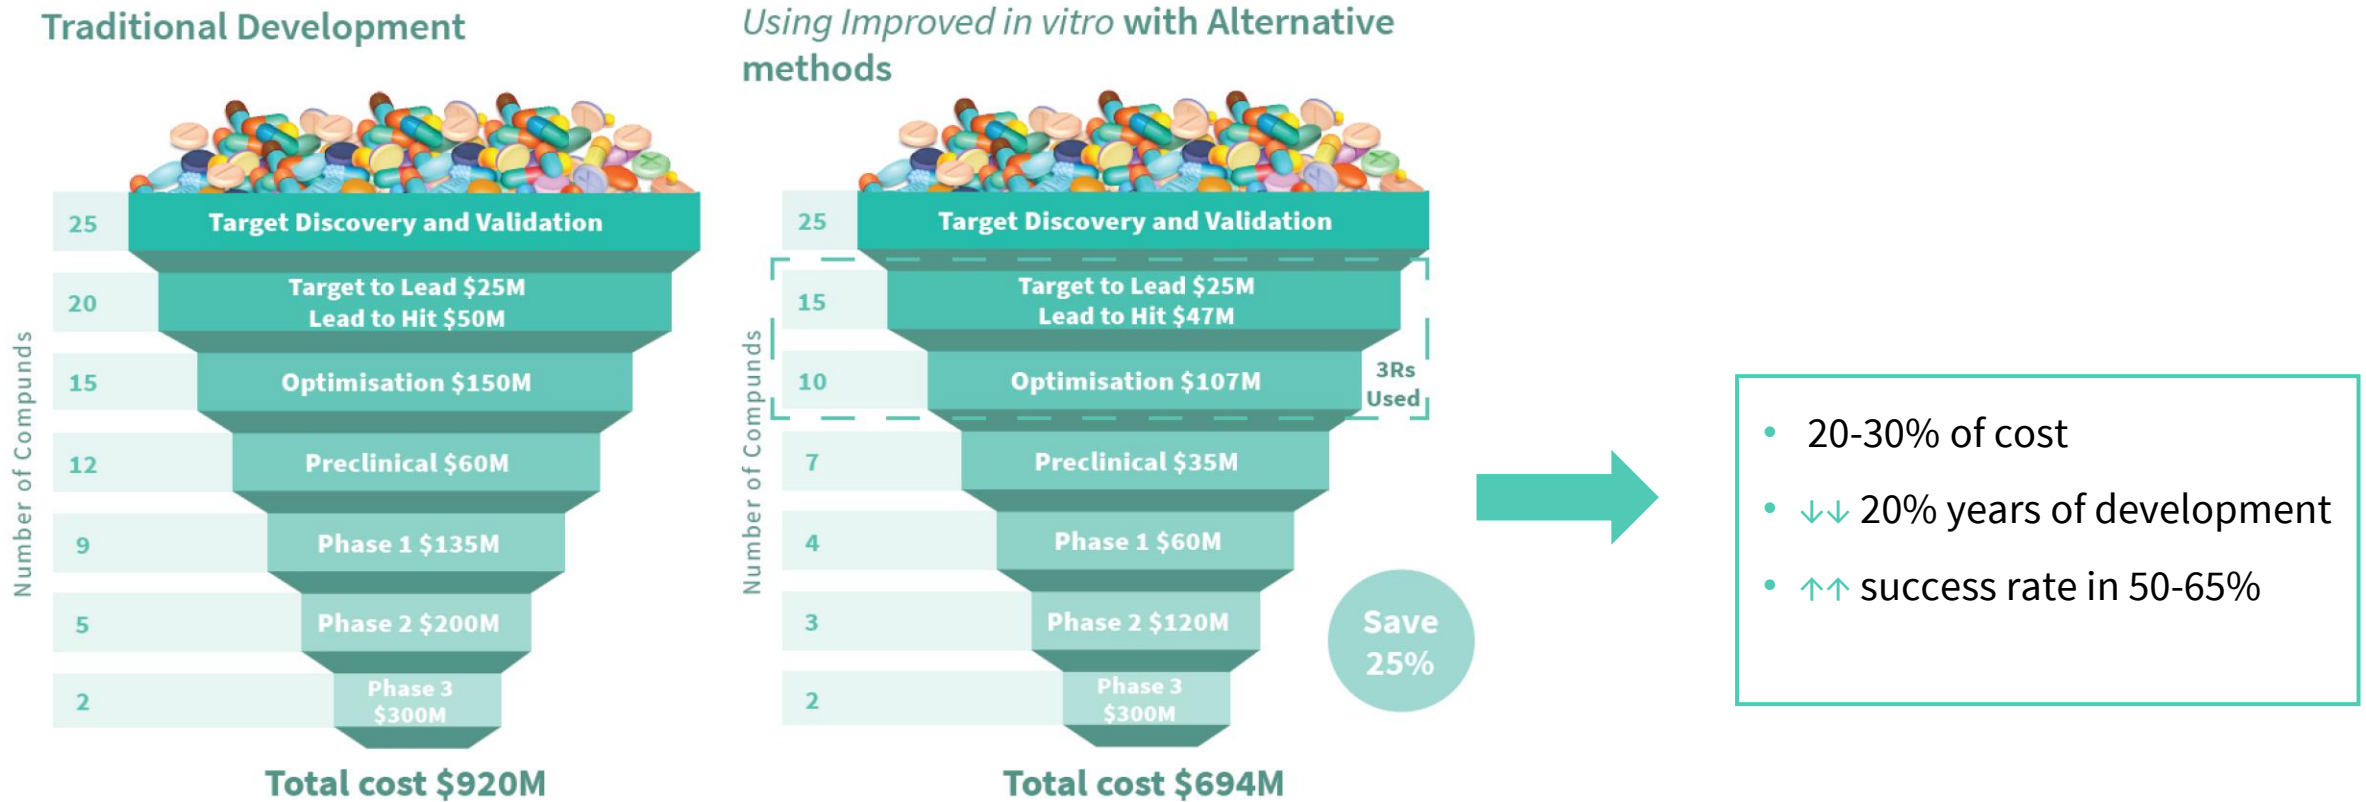 Traditional Development
25
Target Discovery and Validation
20
Target to Lead $25M
Lead to Hit $50M
15
Optimisation $150M
12
Preclinical $60M
9
Phase 1 $135M
5
Phase 2 $200M
2
Phase 3
$300M
Number of Compunds
Total cost $920M
Using Improved in vitro with Alternative
methods
25
Target Discovery and Validation
15
Target to Lead $25M
Lead to Hit $47M
10
Optimisation $107M
3Rs
Used
7
Preclinical $35M
4
Phase 1 $60M
3
Phase 2 $120M
2
Phase 3
$300M
Number of Compunds
Save
25%
Total cost $694M
• 20-30% of cost
• ↓↓ 20% years of development
• ↑↑ success rate in 50-65%